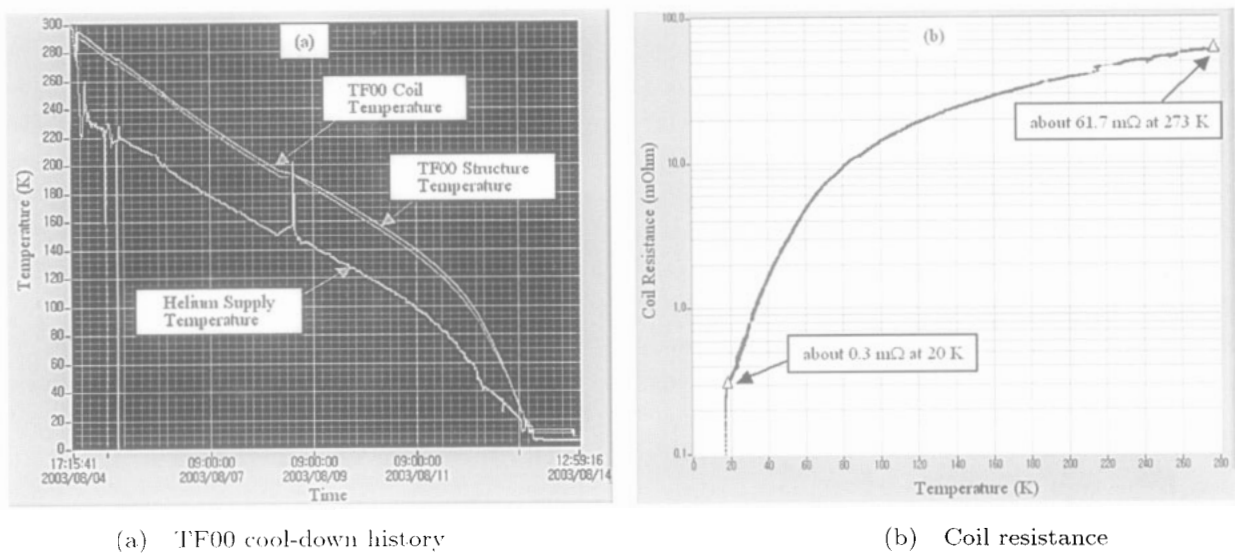 (a)
TF00 Coil
Temperature
TF00 Structure
Temperature
Helium Supply
Temperature
Temperature (K)
300
280
260
240
220
200
180
160
140
120
100
80
60
40
20
0
17:15:41
2003/08/04
09:00:00
2003/08/07
09:00:00
2003/08/09
09:00:00
2003/08/11
12:59:16
2003/08/14
Time
(b)
about 61.7 mΩ at 273 K
about 0.3 mΩ at 20 K
Coil Resistance (mOhm)
100.0
10.0
1.0
0.1
20
40
60
80
100
120
140
160
180
200
220
240
260
280
Temperature (K)
(a) TF00 cool-down history
(b) Coil resistance